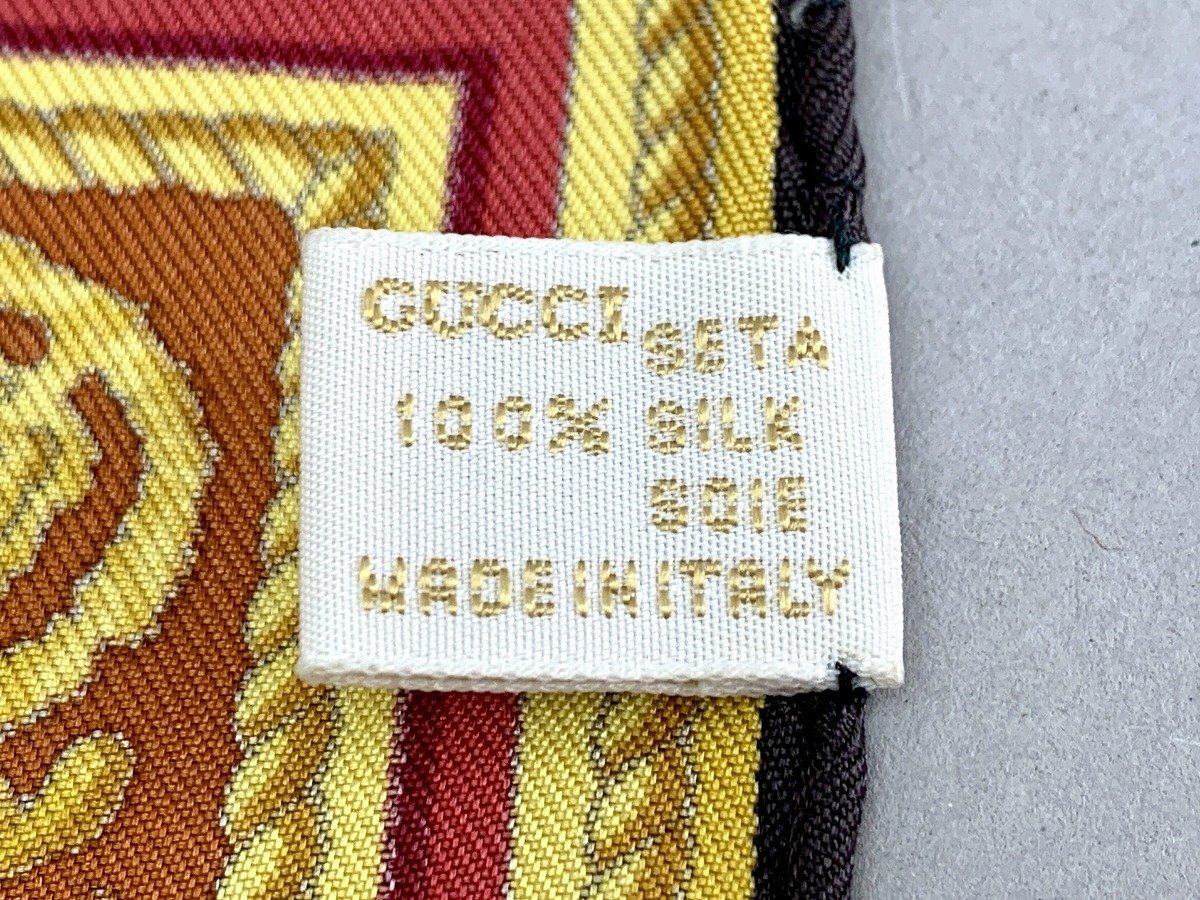 GUCCI
SETA
100% SILK
SOIE
MADE IN ITALY